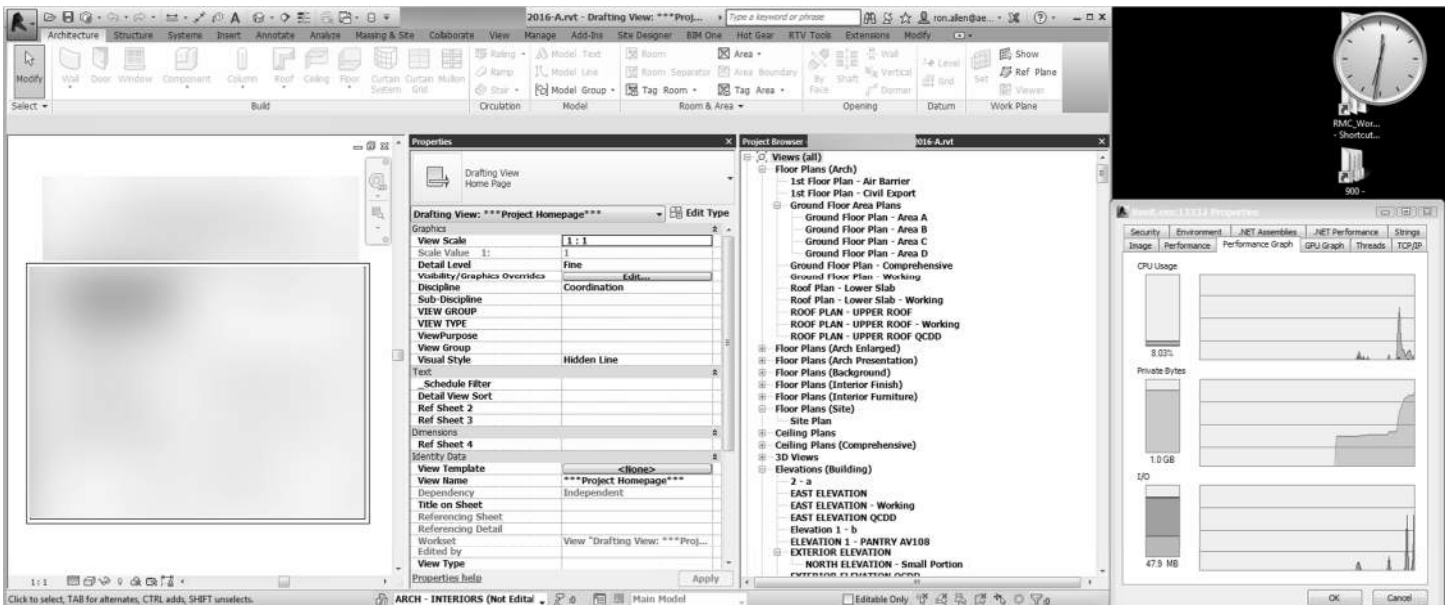 2016-A.rvt - Drafting View: ***Proj...
Type a keyword or phrase
ron.allen@ae...
Architecture Structure Systems Insert Annotate Analyze Massing & Site Collaborate View Manage Add-Ins Site Designer BIM One Hot Gear RTV Tools Extensions Modify
Modify Wall Door Window Component Column Roof Ceiling Floor Curtain System Curtain Grid Mullion
Railing Ramp Stair
Model Text Model Line Model Group
Room Room Separator Tag Room
Area Area Boundary Tag Area
By Face Shaft Wall Vertical Dormer
Level Grid
Set Show Ref Plane Viewer
Select Build Circulation Model Room & Area Opening Datum Work Plane
RMC_Wor...
- Shortcut...
900 -
Properties
Drafting View
Home Page
Drafting View: ***Project Homepage*** Edit Type
Graphics
View Scale 1 : 1
Scale Value 1: 1
Detail Level Fine
Visibility/Graphics Overrides Edit...
Discipline Coordination
Sub-Discipline
VIEW GROUP
VIEW TYPE
ViewPurpose
View Group
Visual Style Hidden Line
Text
_Schedule Filter
Detail View Sort
Ref Sheet 2
Ref Sheet 3
Dimensions
Ref Sheet 4
Identity Data
View Template <None>
View Name ***Project Homepage***
Dependency Independent
Title on Sheet
Referencing Sheet
Referencing Detail
Workset View "Drafting View: ***Proj...
Edited by
View Type
Properties help Apply
Project Browser 2016-A.rvt
Views (all)
Floor Plans (Arch)
1st Floor Plan - Air Barrier
1st Floor Plan - Civil Export
Ground Floor Area Plans
Ground Floor Plan - Area A
Ground Floor Plan - Area B
Ground Floor Plan - Area C
Ground Floor Plan - Area D
Ground Floor Plan - Comprehensive
Ground Floor Plan - Working
Roof Plan - Lower Slab
Roof Plan - Lower Slab - Working
ROOF PLAN - UPPER ROOF
ROOF PLAN - UPPER ROOF - Working
ROOF PLAN - UPPER ROOF QCDD
Floor Plans (Arch Enlarged)
Floor Plans (Arch Presentation)
Floor Plans (Background)
Floor Plans (Interior Finish)
Floor Plans (Interior Furniture)
Floor Plans (Site)
Site Plan
Ceiling Plans
Ceiling Plans (Comprehensive)
3D Views
Elevations (Building)
2 - a
EAST ELEVATION
EAST ELEVATION - Working
EAST ELEVATION QCDD
Elevation 1 - b
ELEVATION 1 - PANTRY AV108
EXTERIOR ELEVATION
NORTH ELEVATION - Small Portion
EXTERIOR ELEVATION QCDD
Properties
Security Environment .NET Assemblies .NET Performance Strings
Image Performance Performance Graph GPU Graph Threads TCP/IP
CPU Usage
8.03%
Private Bytes
1.0 GB
I/O
47.9 MB
OK Cancel
1:1
Click to select, TAB for alternates, CTRL adds, SHIFT unselects.
ARCH - INTERIORS (Not Edital :0 Main Model Editable Only :0